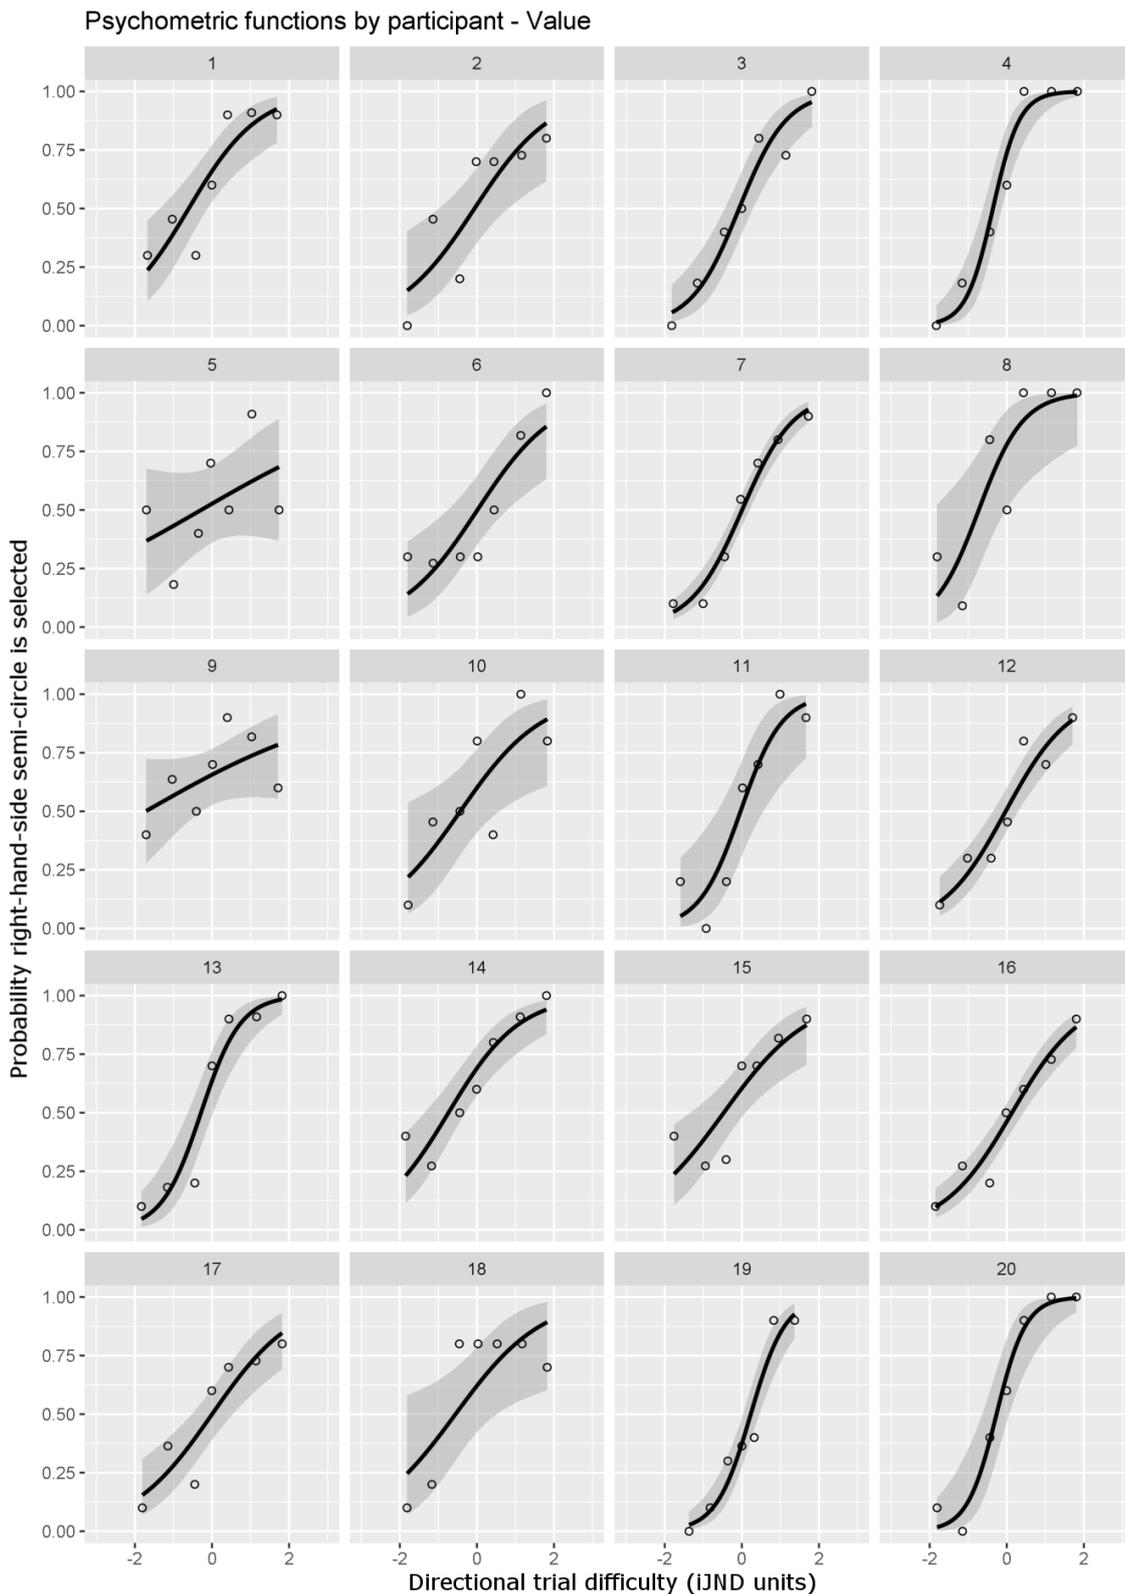 Psychometric functions by participant - Value
1 2 3 4
1.00
0.75
0.50
0.25
0.00
5 6 7 8
1.00
0.75
0.50
0.25
0.00
9 10 11 12
1.00
0.75
0.50
0.25
0.00
13 14 15 16
1.00
0.75
0.50
0.25
0.00
17 18 19 20
1.00
0.75
0.50
0.25
0.00
-2 0 2 -2 0 2 -2 0 2 -2 0 2
Directional trial difficulty (iJND units)
Probability right-hand-side semi-circle is selected